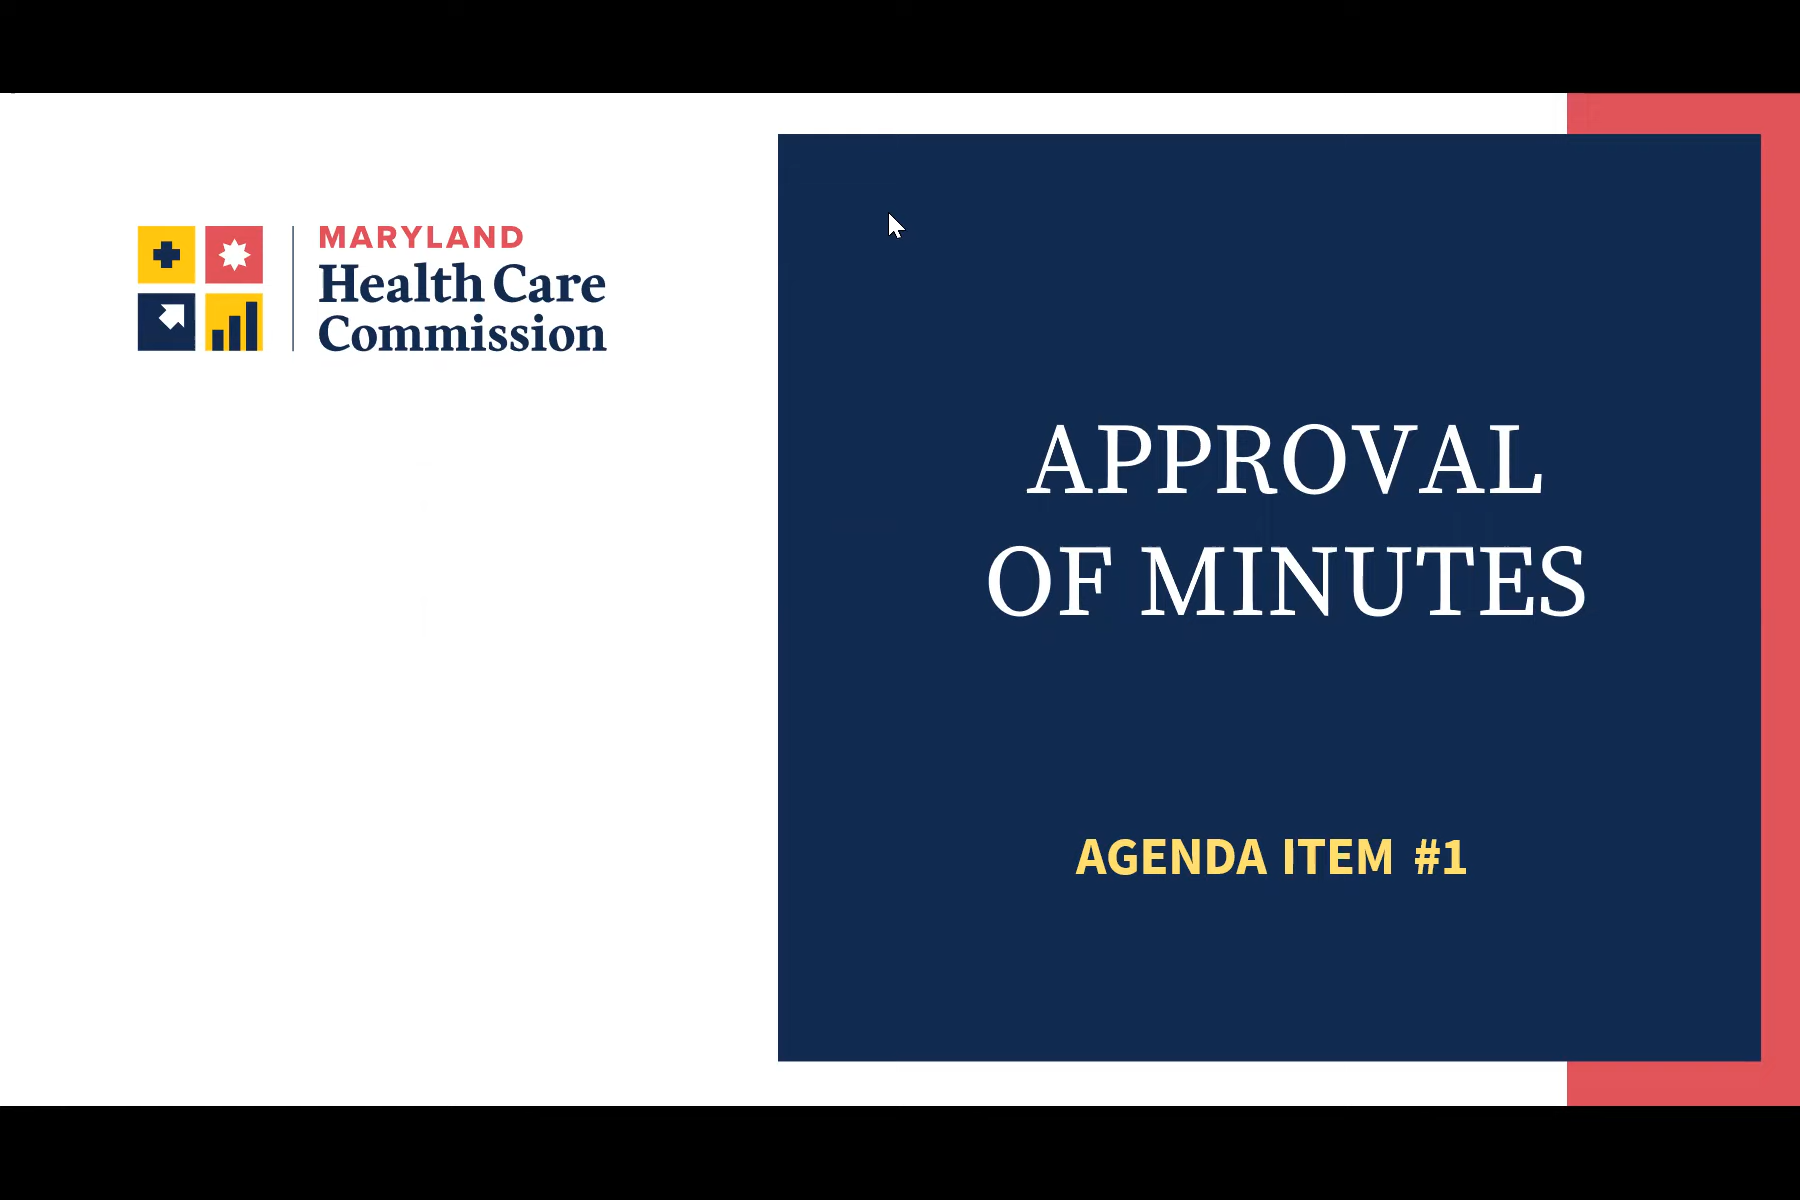 MARYLAND
Health Care
Commission
APPROVAL
OF MINUTES
AGENDA ITEM #1